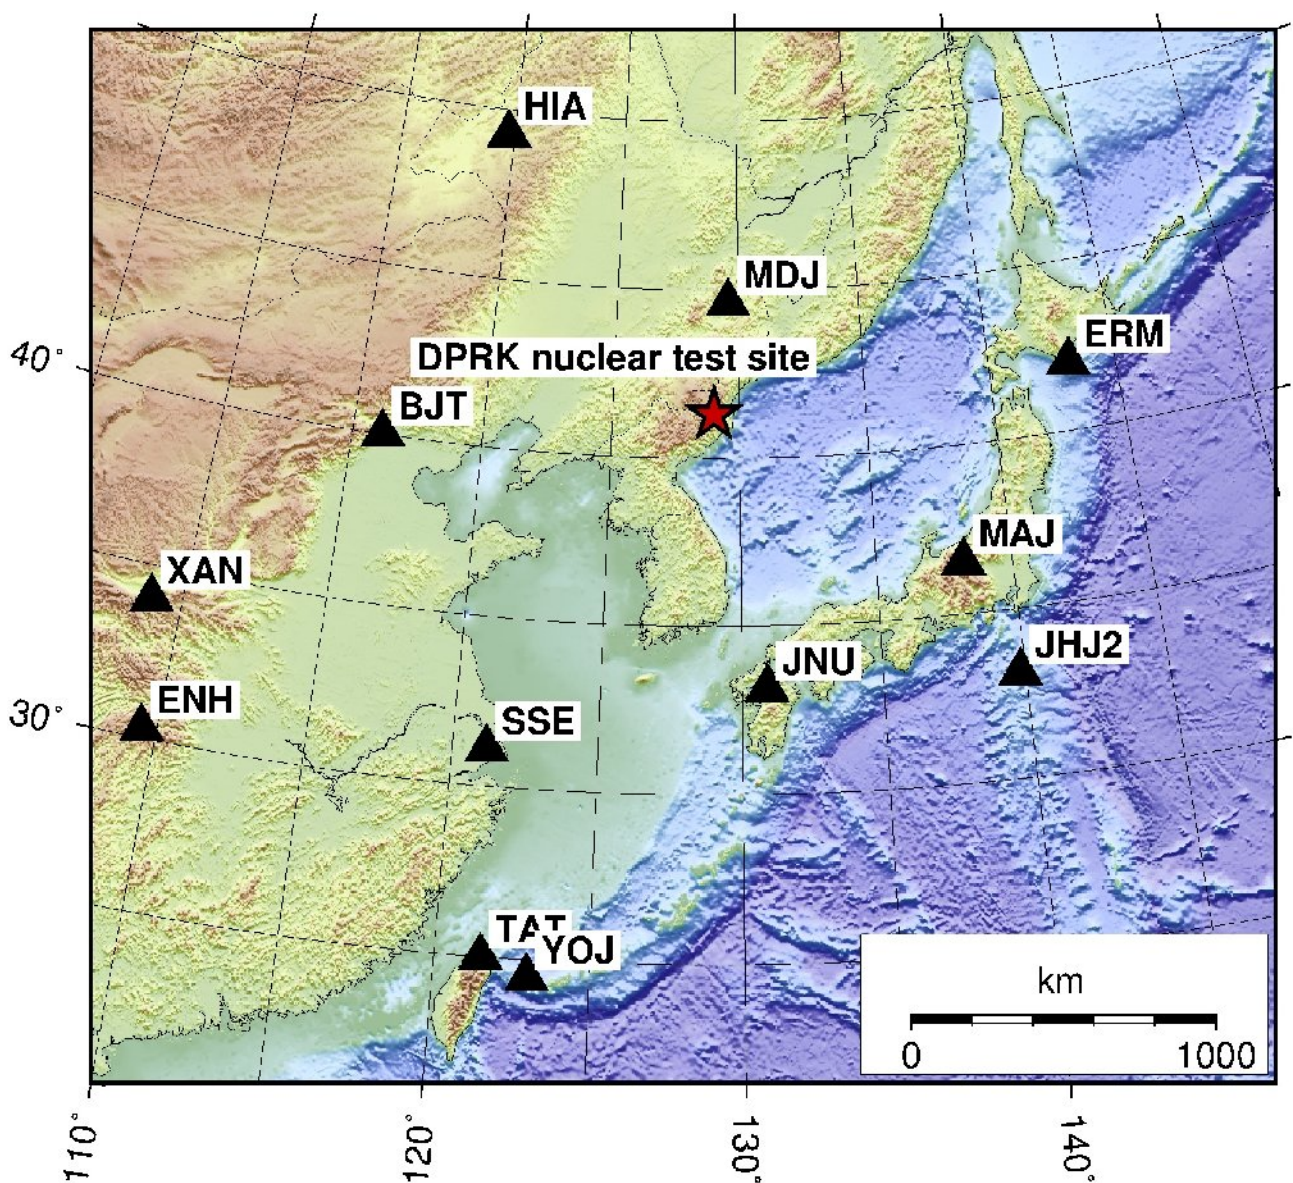 HIA
MDJ
ERM
DPRK nuclear test site
40°
BJT
MAJ
XAN
JHJ2
JNU
ENH
30°
SSE
TAT
YOJ
km
0 1000
110° 120° 130° 140°